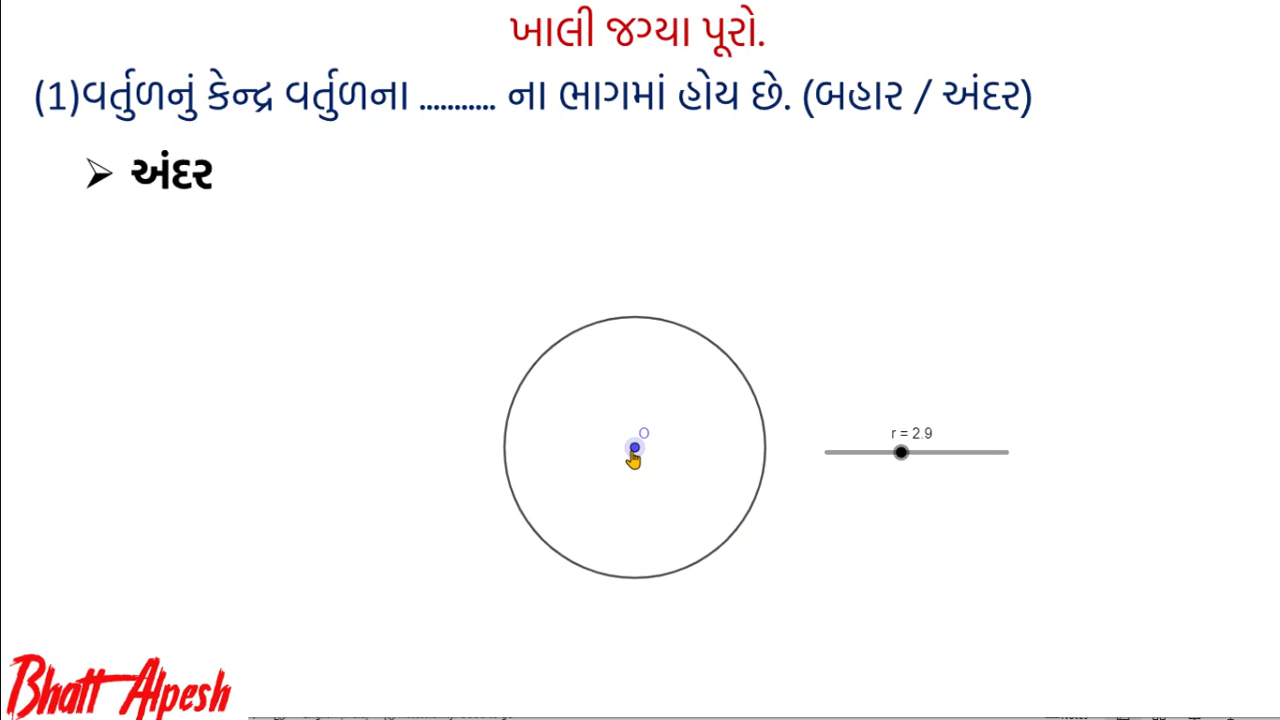 ખાલી જગ્યા પૂરો.
(1)વર્તુળનું કેન્દ્ર વર્તુળના ........... ના ભાગમાં હોય છે. (બહાર / અંદર)
➢ અંદર
O
r = 2.9
Bhatt Alpesh